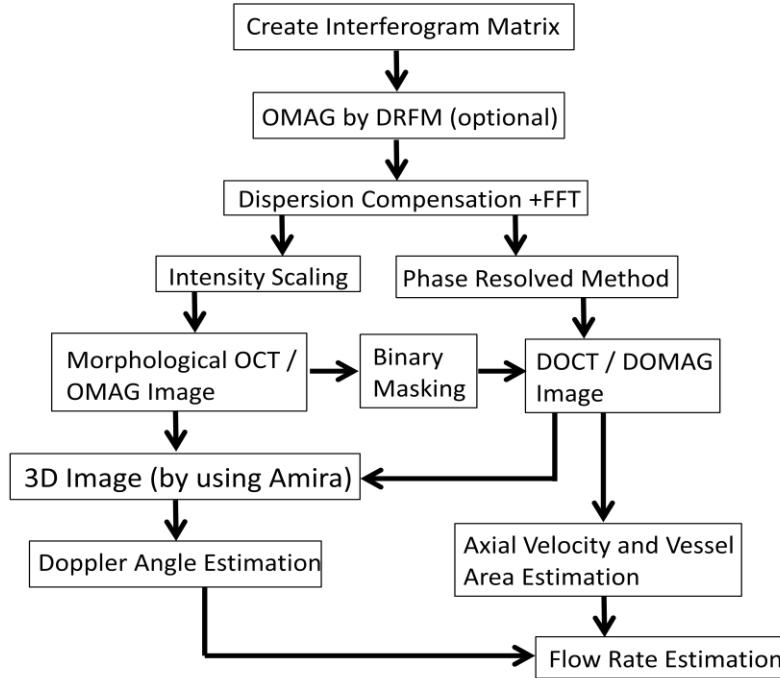 Create Interferogram Matrix
OMAG by DRFM (optional)
Dispersion Compensation +FFT
Intensity Scaling
Phase Resolved Method
Morphological OCT /
OMAG Image
Binary
Masking
DOCT / DOMAG
Image
3D Image (by using Amira)
Doppler Angle Estimation
Axial Velocity and Vessel
Area Estimation
Flow Rate Estimation